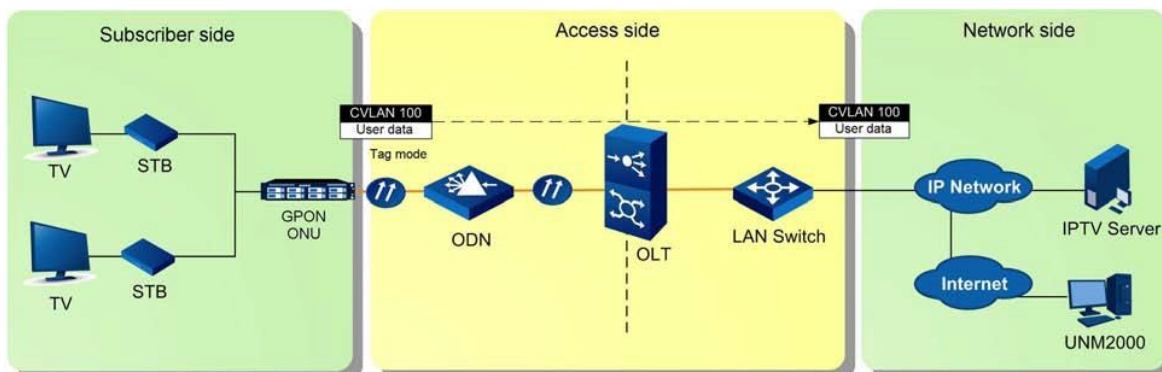 Subscriber side
Access side
Network side
CVLAN 100
User data
CVLAN 100
User data
Tag mode
TV
STB
GPON
ONU
ODN
OLT
LAN Switch
IP Network
IPTV Server
TV
STB
Internet
UNM2000